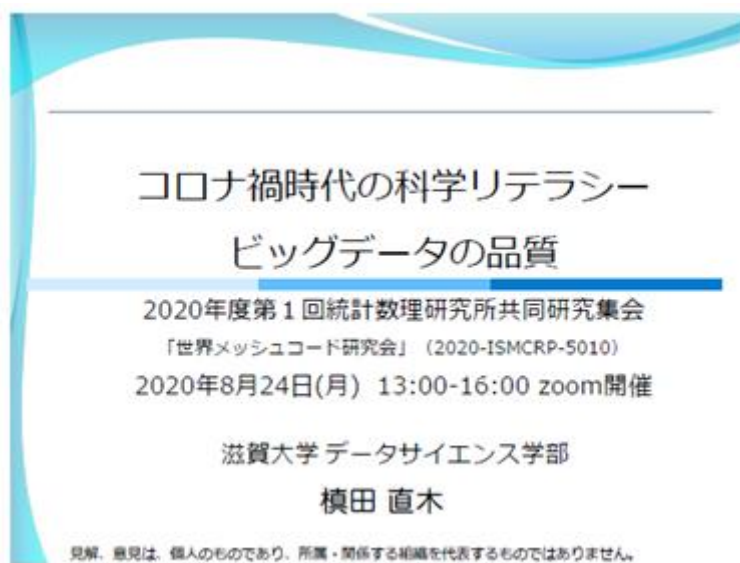 コロナ禍時代の科学リテラシー
ビッグデータの品質
2020年度第1回統計数理研究所共同研究集会
「世界メッシュコード研究会」（2020-ISMCRP-5010）
2020年8月24日(月) 13:00-16:00 zoom開催
滋賀大学 データサイエンス学部
槙田 直木
見解、意見は、個人のものであり、所属・関係する組織を代表するものではありません。